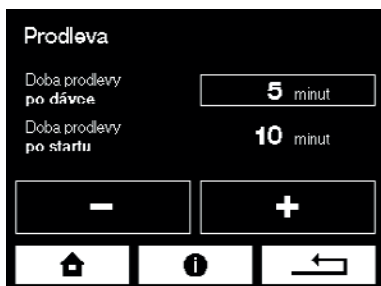 Prodleva
Doba prodlevy
po dávce
5 minut
Doba prodlevy
po startu
10 minut
− +
i